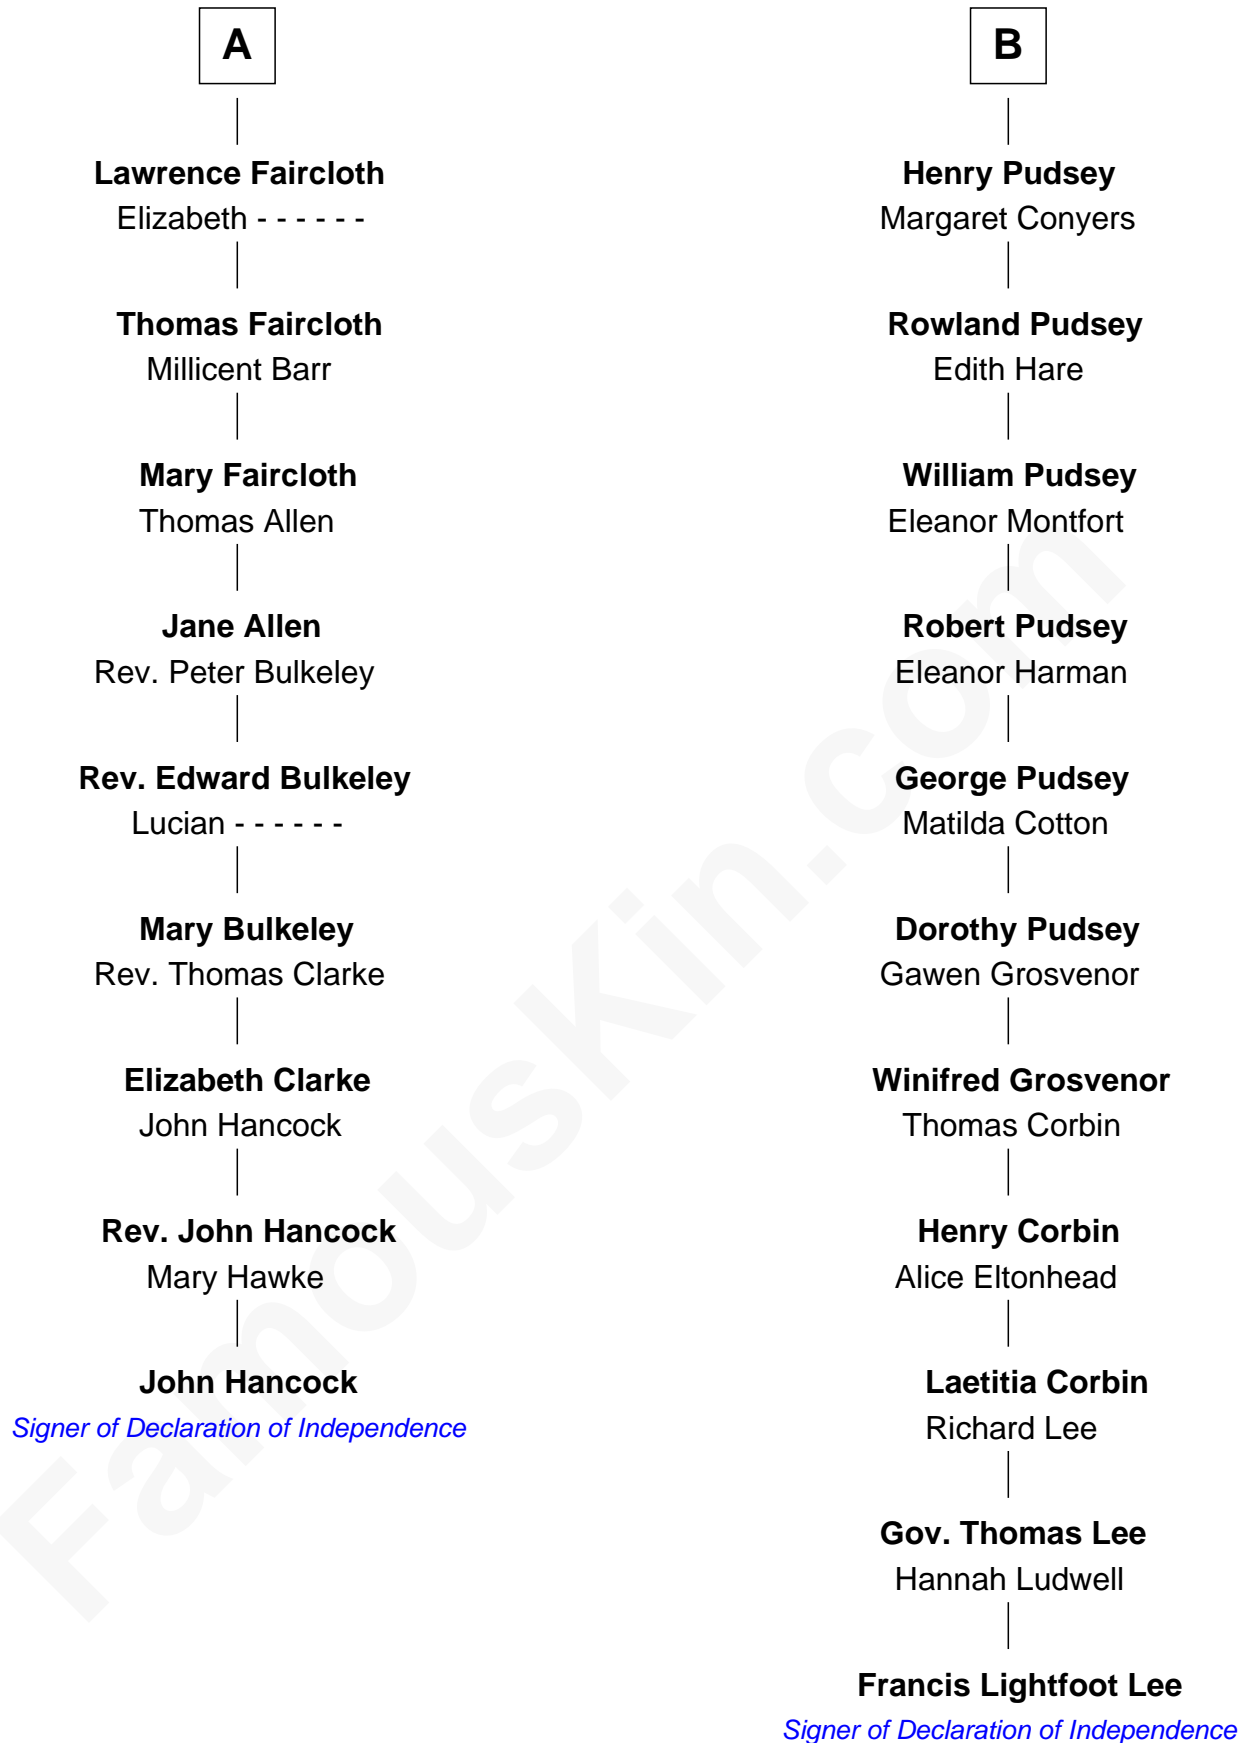 A
Lawrence Faircloth
Elizabeth - - - - - -
Thomas Faircloth
Millicent Barr
Mary Faircloth
Thomas Allen
Jane Allen
Rev. Peter Bulkeley
Rev. Edward Bulkeley
Lucian - - - - - -
Mary Bulkeley
Rev. Thomas Clarke
Elizabeth Clarke
John Hancock
Rev. John Hancock
Mary Hawke
John Hancock
Signer of Declaration of Independence
B
Henry Pudsey
Margaret Conyers
Rowland Pudsey
Edith Hare
William Pudsey
Eleanor Montfort
Robert Pudsey
Eleanor Harman
George Pudsey
Matilda Cotton
Dorothy Pudsey
Gawen Grosvenor
Winifred Grosvenor
Thomas Corbin
Henry Corbin
Alice Eltonhead
Laetitia Corbin
Richard Lee
Gov. Thomas Lee
Hannah Ludwell
Francis Lightfoot Lee
Signer of Declaration of Independence
FamousKin.com